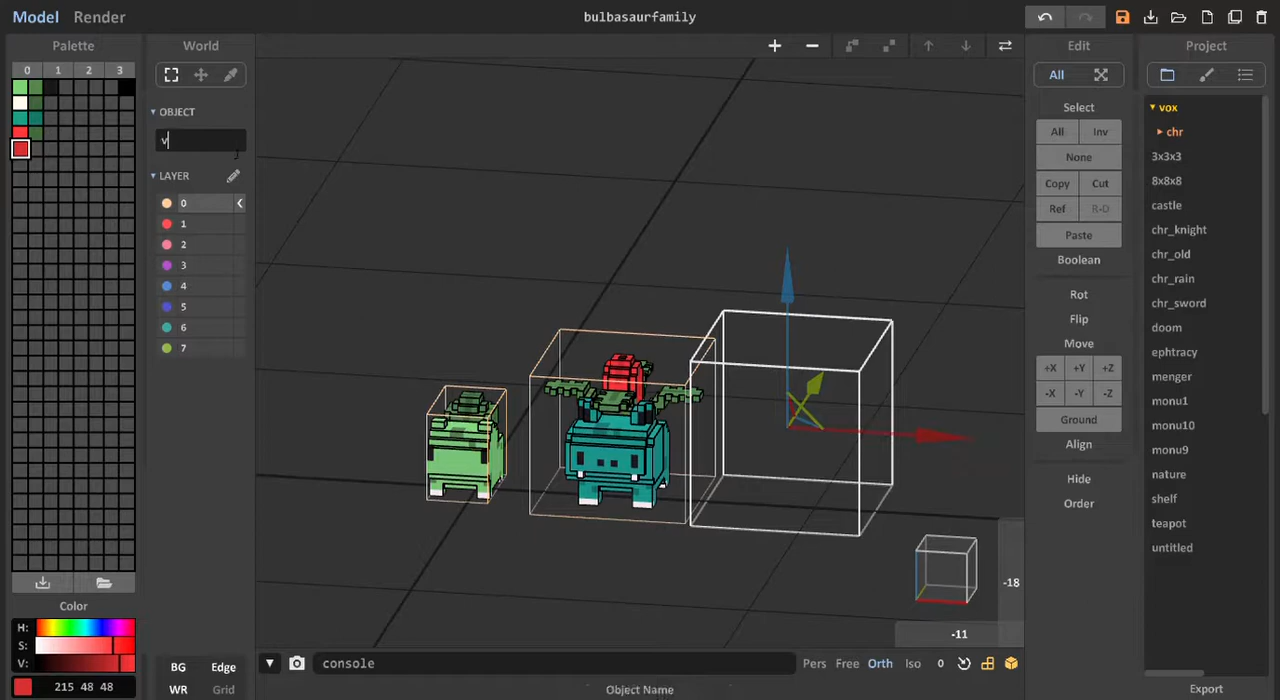 Model Render
bulbasaurfamily
Palette
0 1 2 3
World
OBJECT
v
LAYER
0
1
2
3
4
5
6
7
Edit
All
Select
All Inv
None
Copy Cut
Ref R-O
Paste
Boolean
Rot
Flip
Move
+X +Y +Z
-X -Y -Z
Ground
Align
Hide
Order
Project
vox
chr
3x3x3
8x8x8
castle
chr_knight
chr_old
chr_rain
chr_sword
doom
ephtracy
menger
monu1
monu10
monu9
nature
shelf
teapot
untitled
-18
-11
Color
H:
S:
V:
215 48 48
BG Edge
WR Grid
console
Pers Free Orth Iso 0
Object Name
Export